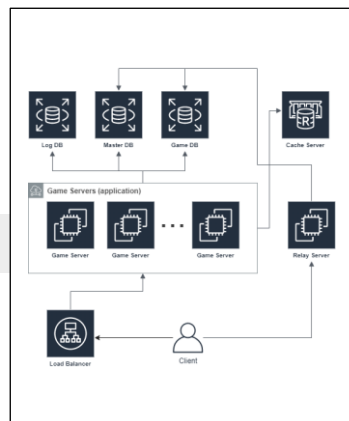 Log DB
Master DB
Game DB
R
Cache Server
Game Servers (application)
Game Server
Game Server
...
Game Server
Relay Server
Load Balancer
Client